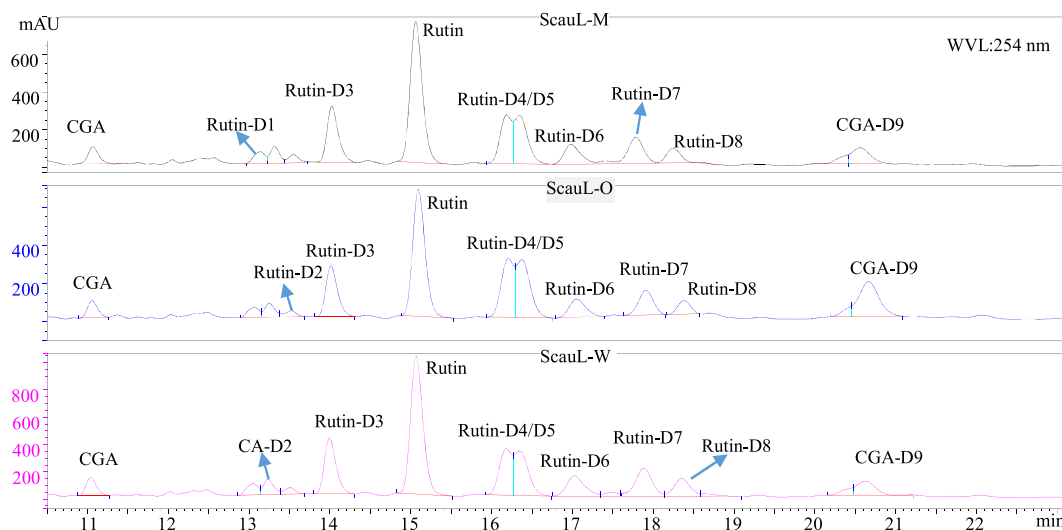 mAU
ScauL-M
WVL:254 nm
Rutin
600
400
200
CGA
Rutin-D1
Rutin-D3
Rutin-D4/D5
Rutin-D6
Rutin-D7
Rutin-D8
CGA-D9
ScauL-O
400
200
CGA
Rutin-D2
Rutin-D3
Rutin
Rutin-D4/D5
Rutin-D6
Rutin-D7
Rutin-D8
CGA-D9
ScauL-W
800
600
400
200
CGA
CA-D2
Rutin-D3
Rutin
Rutin-D4/D5
Rutin-D6
Rutin-D7
Rutin-D8
CGA-D9
11 12 13 14 15 16 17 18 19 20 21 22 min